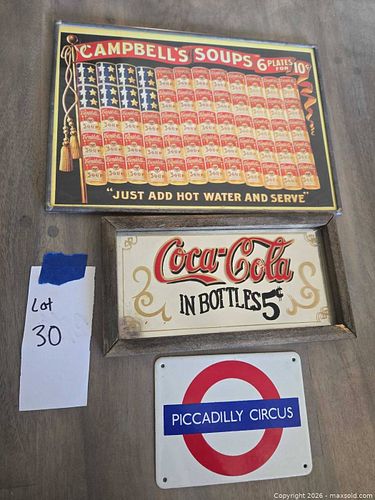 CAMPBELL'S SOUPS 6 PLATES FOR 10¢
"JUST ADD HOT WATER AND SERVE"
Coca-Cola
IN BOTTLES 5¢
Lot
30
PICCADILLY CIRCUS
Copyright 2026 - maxsold.com